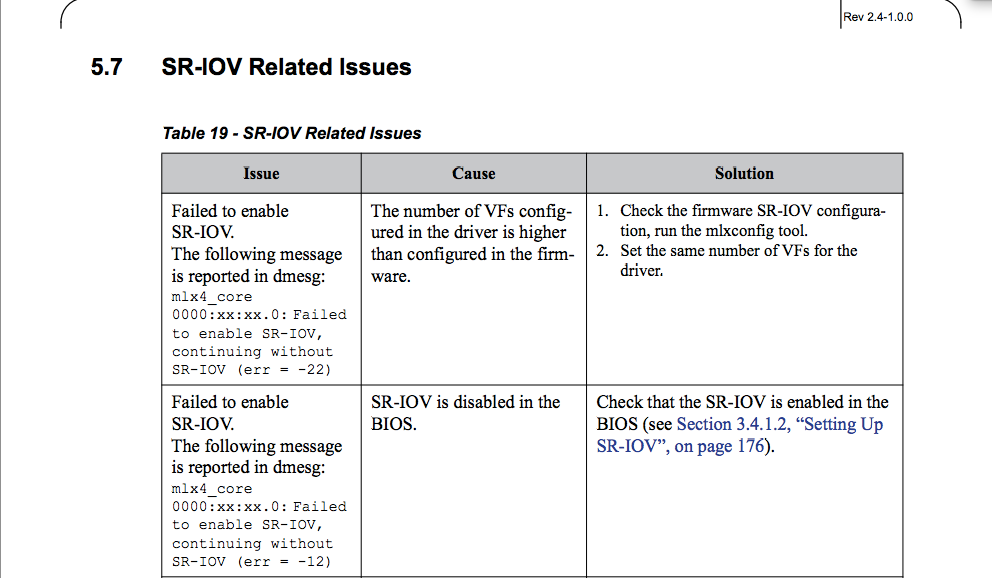 Rev 2.4-1.0.0
5.7 SR-IOV Related Issues
Table 19 - SR-IOV Related Issues
Issue Cause Solution
Failed to enable
SR-IOV.
The following message
is reported in dmesg:
mlx4_core
0000:xx:xx.0: Failed
to enable SR-IOV,
continuing without
SR-IOV (err = -22)
The number of VFs config-
ured in the driver is higher
than configured in the firm-
ware.
1. Check the firmware SR-IOV configura-
tion, run the mlxconfig tool.
2. Set the same number of VFs for the
driver.
Failed to enable
SR-IOV.
The following message
is reported in dmesg:
mlx4_core
0000:xx:xx.0: Failed
to enable SR-IOV,
continuing without
SR-IOV (err = -12)
SR-IOV is disabled in the
BIOS.
Check that the SR-IOV is enabled in the
BIOS (see Section 3.4.1.2, “Setting Up
SR-IOV”, on page 176).